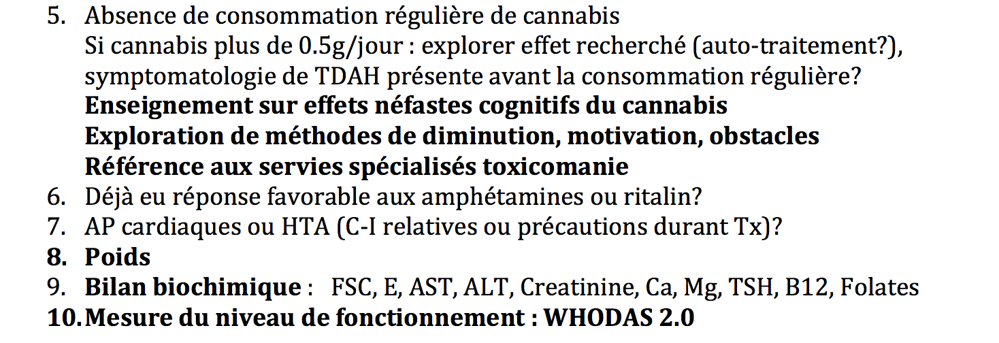 5. Absence de consommation régulière de cannabis
Si cannabis plus de 0.5g/jour : explorer effet recherché (auto-traitement?),
symptomatologie de TDAH présente avant la consommation régulière?
Enseignement sur effets néfastes cognitifs du cannabis
Exploration de méthodes de diminution, motivation, obstacles
Référence aux servies spécialisés toxicomanie
6. Déjà eu réponse favorable aux amphétamines ou ritalin?
7. AP cardiaques ou HTA (C-I relatives ou précautions durant Tx)?
8. Poids
9. Bilan biochimique : FSC, E, AST, ALT, Creatinine, Ca, Mg, TSH, B12, Folates
10. Mesure du niveau de fonctionnement : WHODAS 2.0